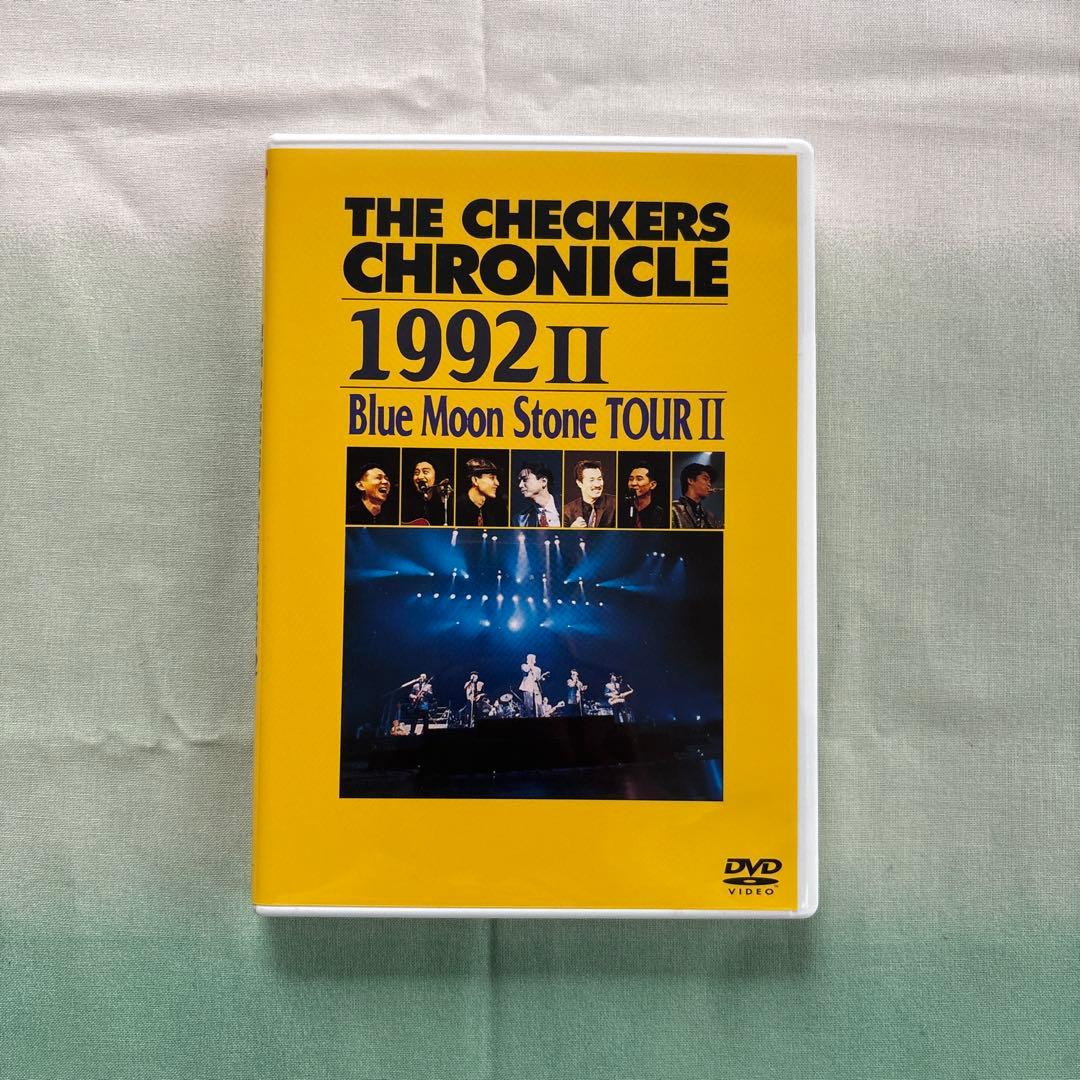 THE CHECKERS
CHRONICLE
1992 II
Blue Moon Stone TOUR II
DVD
VIDEO